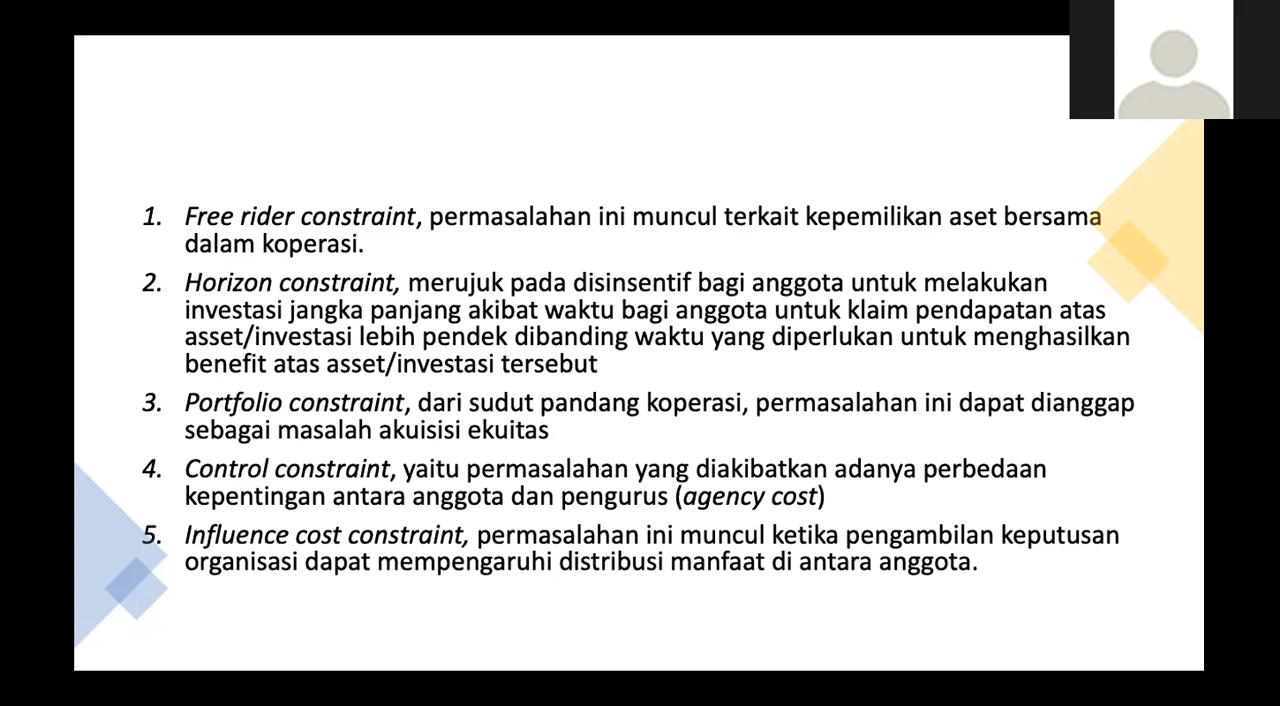 1. Free rider constraint, permasalahan ini muncul terkait kepemilikan aset bersama
dalam koperasi.
2. Horizon constraint, merujuk pada disinsentif bagi anggota untuk melakukan
investasi jangka panjang akibat waktu bagi anggota untuk klaim pendapatan atas
asset/investasi lebih pendek dibanding waktu yang diperlukan untuk menghasilkan
benefit atas asset/investasi tersebut
3. Portfolio constraint, dari sudut pandang koperasi, permasalahan ini dapat dianggap
sebagai masalah akuisisi ekuitas
4. Control constraint, yaitu permasalahan yang diakibatkan adanya perbedaan
kepentingan antara anggota dan pengurus (agency cost)
5. Influence cost constraint, permasalahan ini muncul ketika pengambilan keputusan
organisasi dapat mempengaruhi distribusi manfaat di antara anggota.